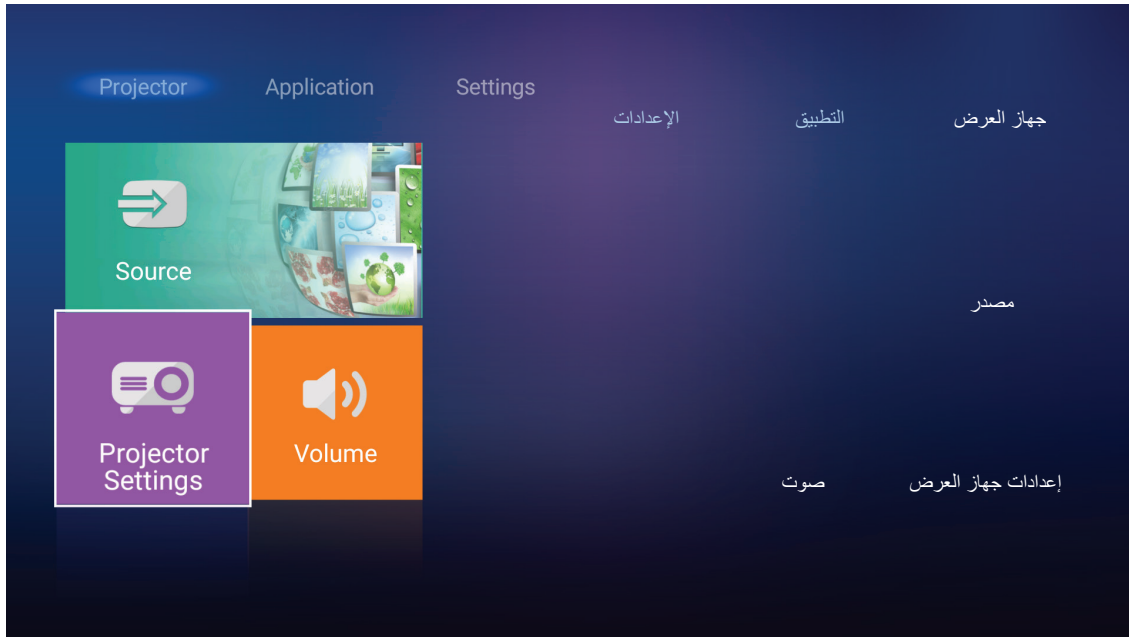 Projector Application Settings
جهاز العرض التطبيق الإعدادات
Source
مصدر
Projector
Settings
Volume
إعدادات جهاز العرض صوت